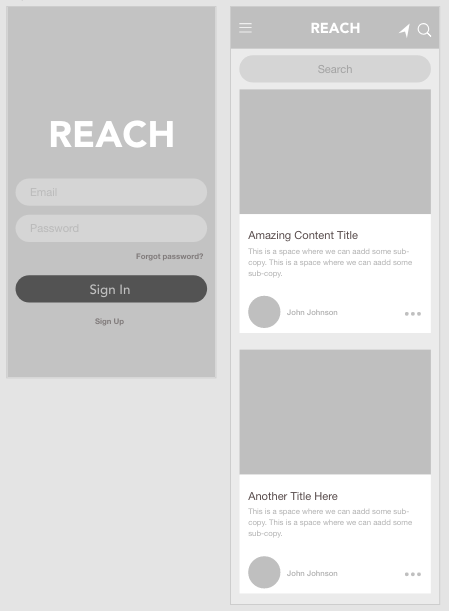 REACH
Email
Password
Forgot password?
Sign In
Sign Up
REACH
Search
Amazing Content Title
This is a space where we can aadd some sub-
copy. This is a space where we can aadd some
sub-copy.
John Johnson
Another Title Here
This is a space where we can aadd some sub-
copy. This is a space where we can aadd some
sub-copy.
John Johnson